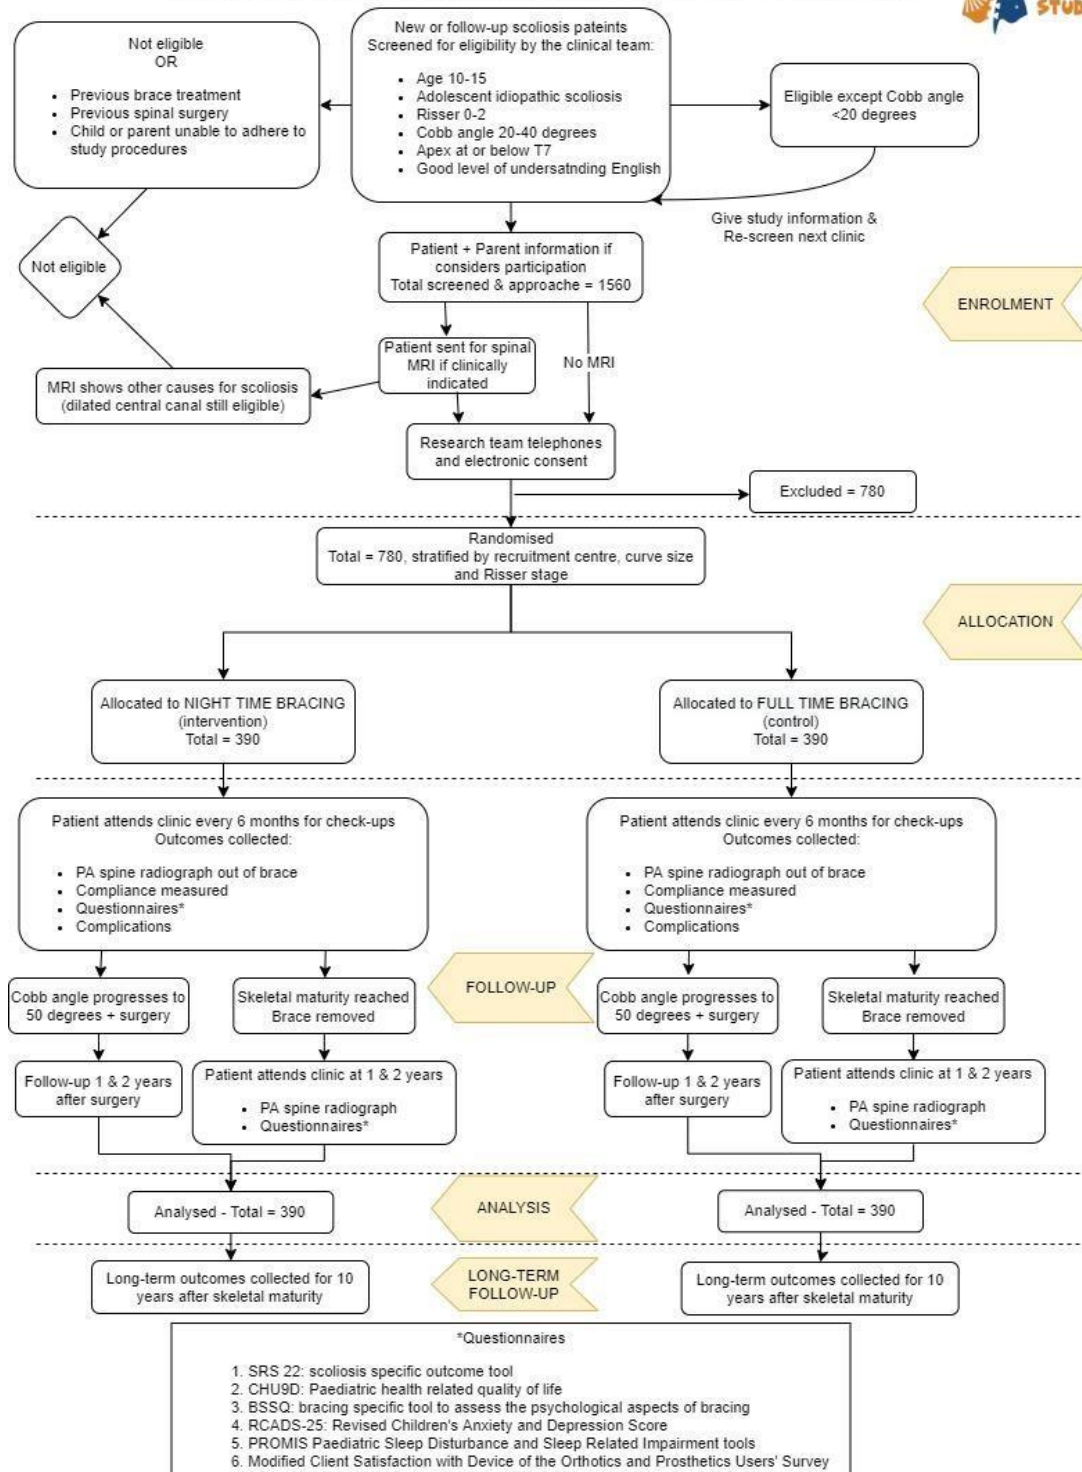 STUD
New or follow-up scoliosis pateints
Screened for eligibility by the clinical team:
• Age 10-15
• Adolescent idiopathic scoliosis
• Risser 0-2
• Cobb angle 20-40 degrees
• Apex at or below T7
• Good level of undersatnding English
Not eligible
OR
• Previous brace treatment
• Previous spinal surgery
• Child or parent unable to adhere to
study procedures
Eligible except Cobb angle
<20 degrees
Give study information &
Re-screen next clinic
Not eligible
Patient + Parent information if
considers participation
Total screened & approache = 1560
ENROLMENT
Patient sent for spinal
MRI if clinically
indicated
No MRI
MRI shows other causes for scoliosis
(dilated central canal still eligible)
Research team telephones
and electronic consent
Excluded = 780
Randomised
Total = 780, stratified by recruitment centre, curve size
and Risser stage
ALLOCATION
Allocated to NIGHT TIME BRACING
(intervention)
Total = 390
Allocated to FULL TIME BRACING
(control)
Total = 390
Patient attends clinic every 6 months for check-ups
Outcomes collected:
• PA spine radiograph out of brace
• Compliance measured
• Questionnaires*
• Complications
Patient attends clinic every 6 months for check-ups
Outcomes collected:
• PA spine radiograph out of brace
• Compliance measured
• Questionnaires*
• Complications
Cobb angle progresses to
50 degrees + surgery
Skeletal maturity reached
Brace removed
FOLLOW-UP
Cobb angle progresses to
50 degrees + surgery
Skeletal maturity reached
Brace removed
Follow-up 1 & 2 years
after surgery
Patient attends clinic at 1 & 2 years
• PA spine radiograph
• Questionnaires*
Follow-up 1 & 2 years
after surgery
Patient attends clinic at 1 & 2 years
• PA spine radiograph
• Questionnaires*
Analysed - Total = 390
ANALYSIS
Analysed - Total = 390
Long-term outcomes collected for 10
years after skeletal maturity
LONG-TERM
FOLLOW-UP
Long-term outcomes collected for 10
years after skeletal maturity
*Questionnaires
1. SRS 22: scoliosis specific outcome tool
2. CHU9D: Paediatric health related quality of life
3. BSSQ: bracing specific tool to assess the psychological aspects of bracing
4. RCADS-25: Revised Children's Anxiety and Depression Score
5. PROMIS Paediatric Sleep Disturbance and Sleep Related Impairment tools
6. Modified Client Satisfaction with Device of the Orthotics and Prosthetics Users' Survey